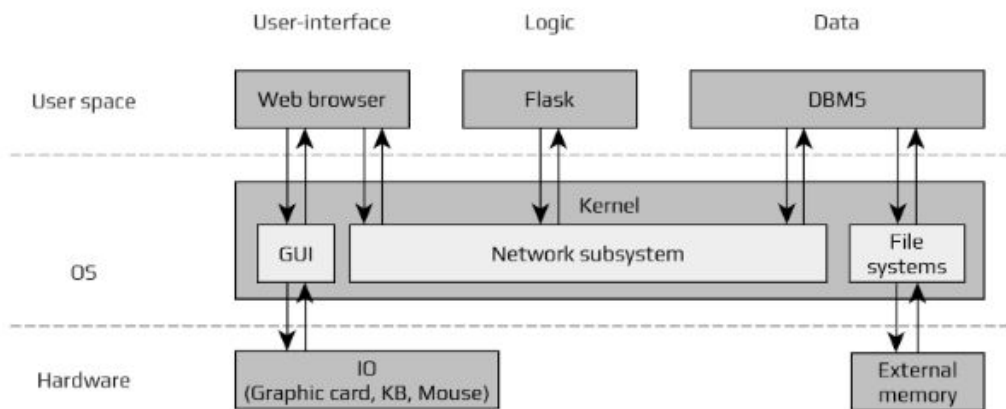 User-interface Logic Data
User space
Web browser Flask DBMS
Kernel
OS
GUI Network subsystem File
systems
Hardware
IO
(Graphic card, KB, Mouse)
External
memory